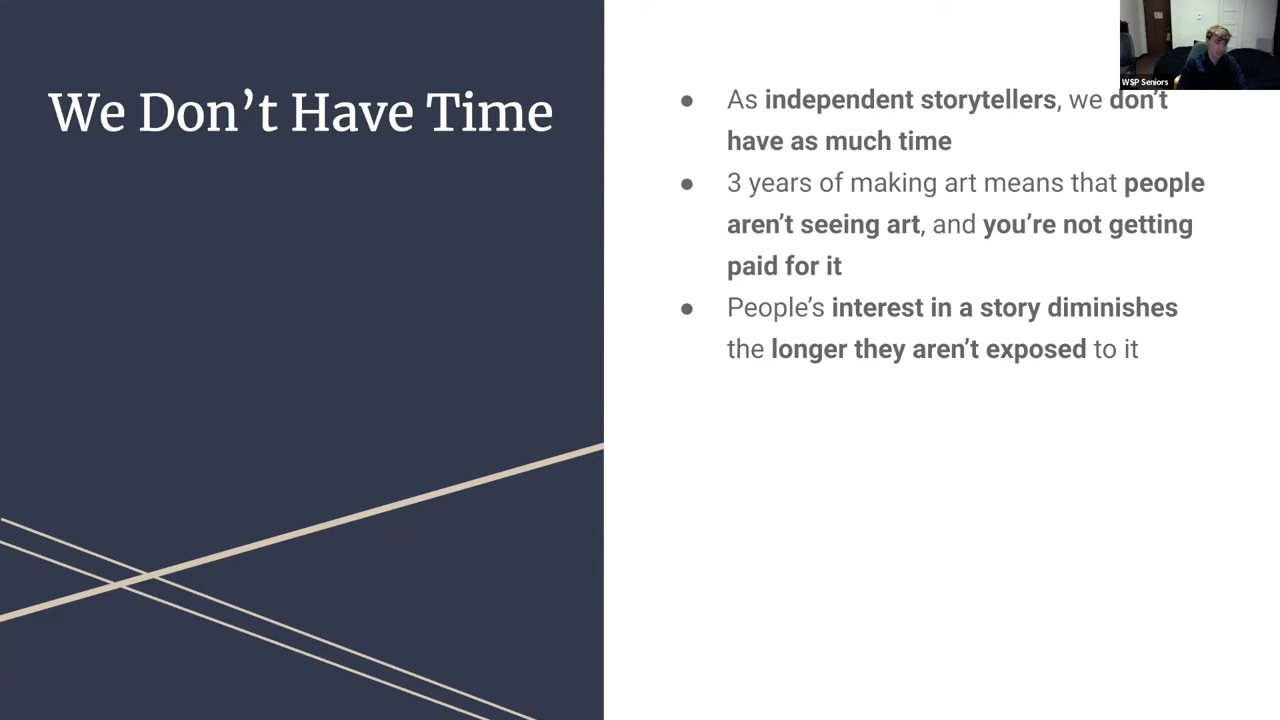 We Don’t Have Time
WSP Seniors
● As independent storytellers, we don’t
have as much time
● 3 years of making art means that people
aren’t seeing art, and you’re not getting
paid for it
● People’s interest in a story diminishes
the longer they aren’t exposed to it